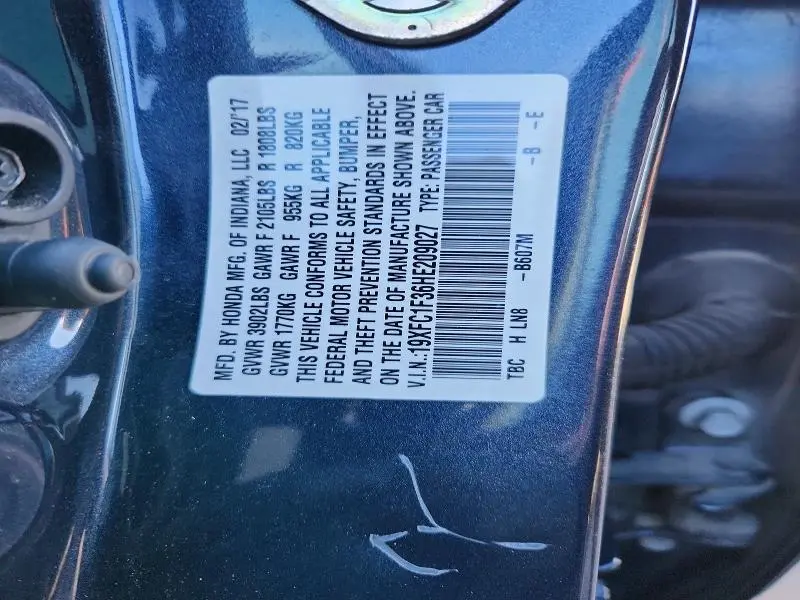 MFD. BY HONDA MFG. OF INDIANA, LLC 02/'17
GVWR 3902LBS GAWR F 2105LBS R 1808LBS
GVWR 1770KG GAWR F 955KG R 820KG
THIS VEHICLE CONFORMS TO ALL APPLICABLE
FEDERAL MOTOR VEHICLE SAFETY, BUMPER,
AND THEFT PREVENTION STANDARDS IN EFFECT
ON THE DATE OF MANUFACTURE SHOWN ABOVE.
V.I.N.:19XFC1F36HE209027 TYPE: PASSENGER CAR
TBC H LN8 -B607M -B -E